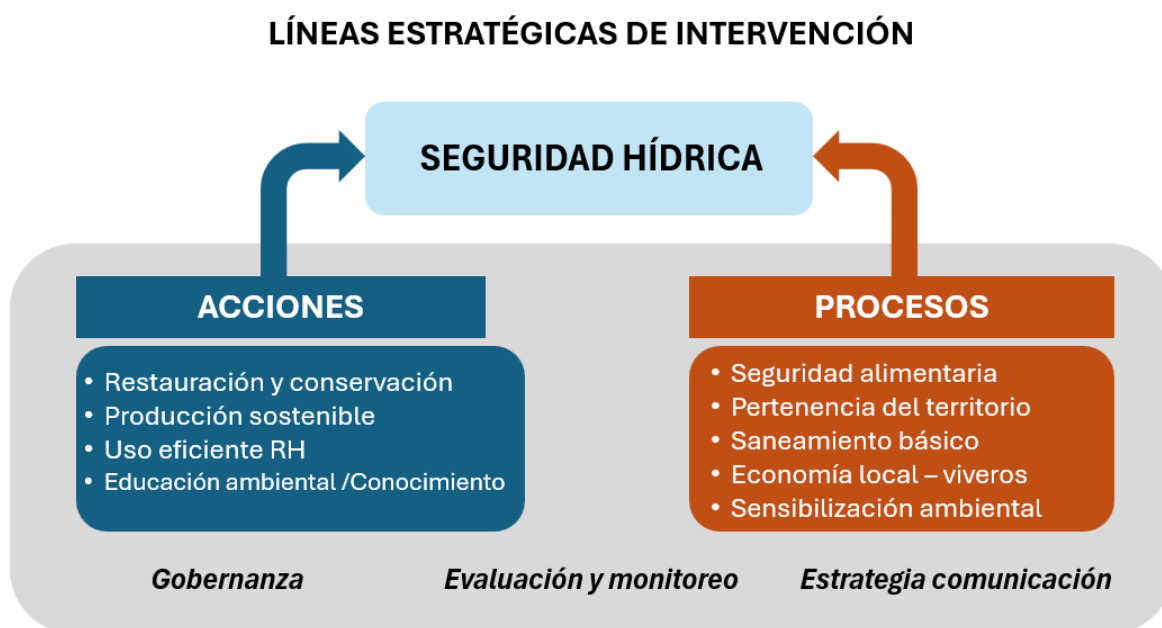 LÍNEAS ESTRATÉGICAS DE INTERVENCIÓN
SEGURIDAD HÍDRICA
ACCIONES
• Restauración y conservación
• Producción sostenible
• Uso eficiente RH
• Educación ambiental /Conocimiento
PROCESOS
• Seguridad alimentaria
• Pertenencia del territorio
• Saneamiento básico
• Economía local – viveros
• Sensibilización ambiental
Gobernanza
Evaluación y monitoreo
Estrategia comunicación